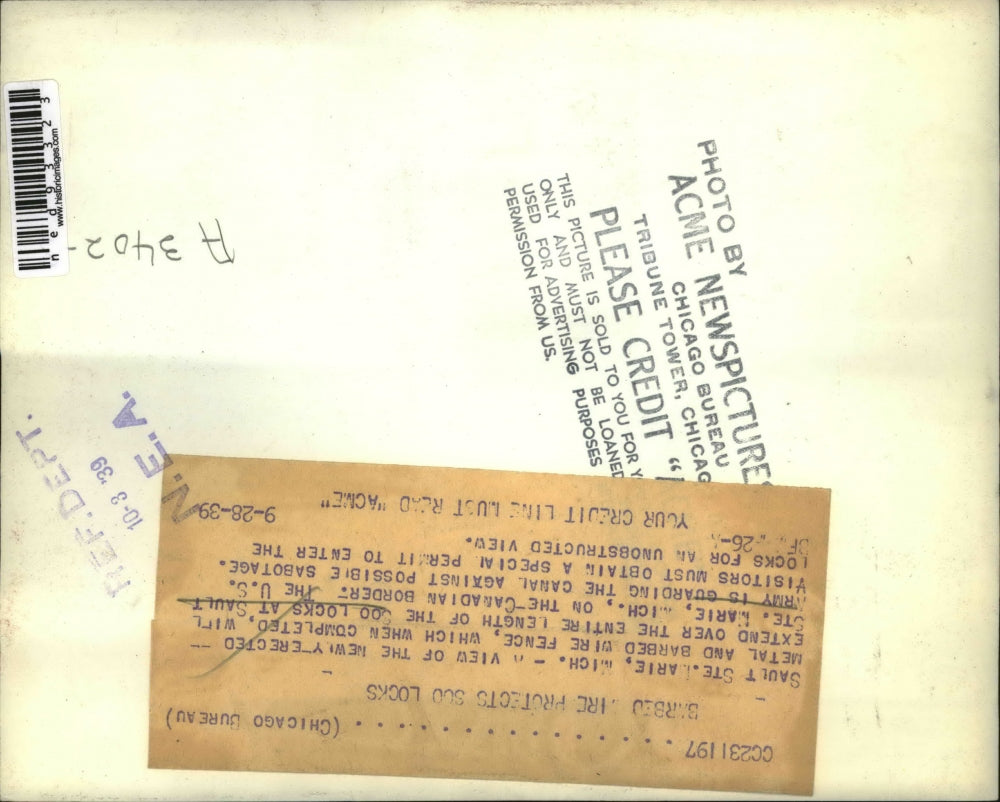 ned93323
www.historicimages.com
A 3402-
PHOTO BY
ACME NEWSPICTURES
CHICAGO BUREAU
TRIBUNE TOWER, CHICAG
PLEASE CREDIT "
THIS PICTURE IS SOLD TO YOU FOR Y
ONLY AND MUST NOT BE LOANED
USED FOR ADVERTISING PURPOSES
PERMISSION FROM US.
REF. DEPT.
10-3-'39
N.E.A.
CC231197 . . . . . . . . . . . . . . (CHICAGO BUREAU)
BARBED WIRE PROTECTS SOO LOCKS
SAULT STE.MARIE, MICH. - A VIEW OF THE NEWLY ERECTED
METAL AND BARBED WIRE FENCE, WHICH WHEN COMPLETED, WILL
EXTEND OVER THE ENTIRE LENGTH OF THE SOO LOCKS AT SAULT
STE. MARIE, MICH., ON THE CANADIAN BORDER. THE U.S.
ARMY IS GUARDING THE CANAL AGAINST POSSIBLE SABOTAGE.
VISITORS MUST OBTAIN A SPECIAL PERMIT TO ENTER THE
LOCKS FOR AN UNOBSTRUCTED VIEW.
YOUR CREDIT LINE MUST READ "ACME" 9-28-39